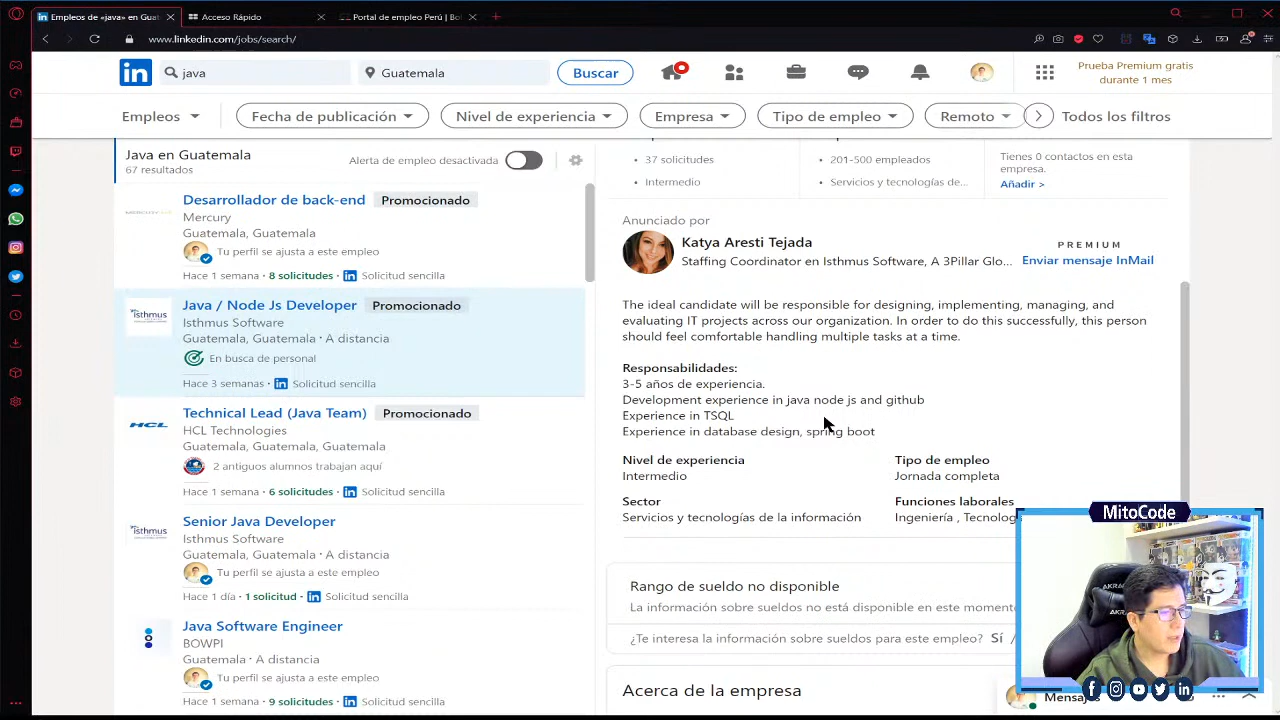 Empleos de «java» en Gua
Acceso Rápido
Portal de empleo Perú | Bo
www.linkedin.com/jobs/search/
in
java
Guatemala
Buscar
Prueba Premium gratis
durante 1 mes
Empleos
Fecha de publicación
Nivel de experiencia
Empresa
Tipo de empleo
Remoto
Todos los filtros
Java en Guatemala
67 resultados
Alerta de empleo desactivada
Desarrollador de back-end
Promocionado
Mercury
Guatemala, Guatemala
Tu perfil se ajusta a este empleo
Hace 1 semana · 8 solicitudes · in Solicitud sencilla
Isthmus
Java / Node Js Developer
Promocionado
Isthmus Software
Guatemala, Guatemala · A distancia
En busca de personal
Hace 3 semanas · in Solicitud sencilla
HCL
Technical Lead (Java Team)
Promocionado
HCL Technologies
Guatemala, Guatemala, Guatemala
2 antiguos alumnos trabajan aquí
Hace 1 semana · 6 solicitudes · in Solicitud sencilla
Isthmus
Senior Java Developer
Isthmus Software
Guatemala, Guatemala · A distancia
Tu perfil se ajusta a este empleo
Hace 1 día · 1 solicitud · in Solicitud sencilla
Java Software Engineer
BOWPI
Guatemala · A distancia
Tu perfil se ajusta a este empleo
Hace 1 semana · 9 solicitudes · in Solicitud sencilla
• 37 solicitudes
• Intermedio
• 201-500 empleados
• Servicios y tecnologías de...
Tienes 0 contactos en esta
empresa.
Añadir >
Anunciado por
Katya Aresti Tejada
Staffing Coordinator en Isthmus Software, A 3Pillar Glo...
PREMIUM
Enviar mensaje InMail
The ideal candidate will be responsible for designing, implementing, managing, and
evaluating IT projects across our organization. In order to do this successfully, this person
should feel comfortable handling multiple tasks at a time.
Responsabilidades:
3-5 años de experiencia.
Development experience in java node js and github
Experience in TSQL
Experience in database design, spring boot
Nivel de experiencia
Intermedio
Tipo de empleo
Jornada completa
Sector
Servicios y tecnologías de la información
Funciones laborales
Ingeniería , Tecnolog
Rango de sueldo no disponible
La información sobre sueldos no está disponible en este momento
¿Te interesa la información sobre sueldos para este empleo? Sí /
Acerca de la empresa
MitoCode
AKRA
Mensaje